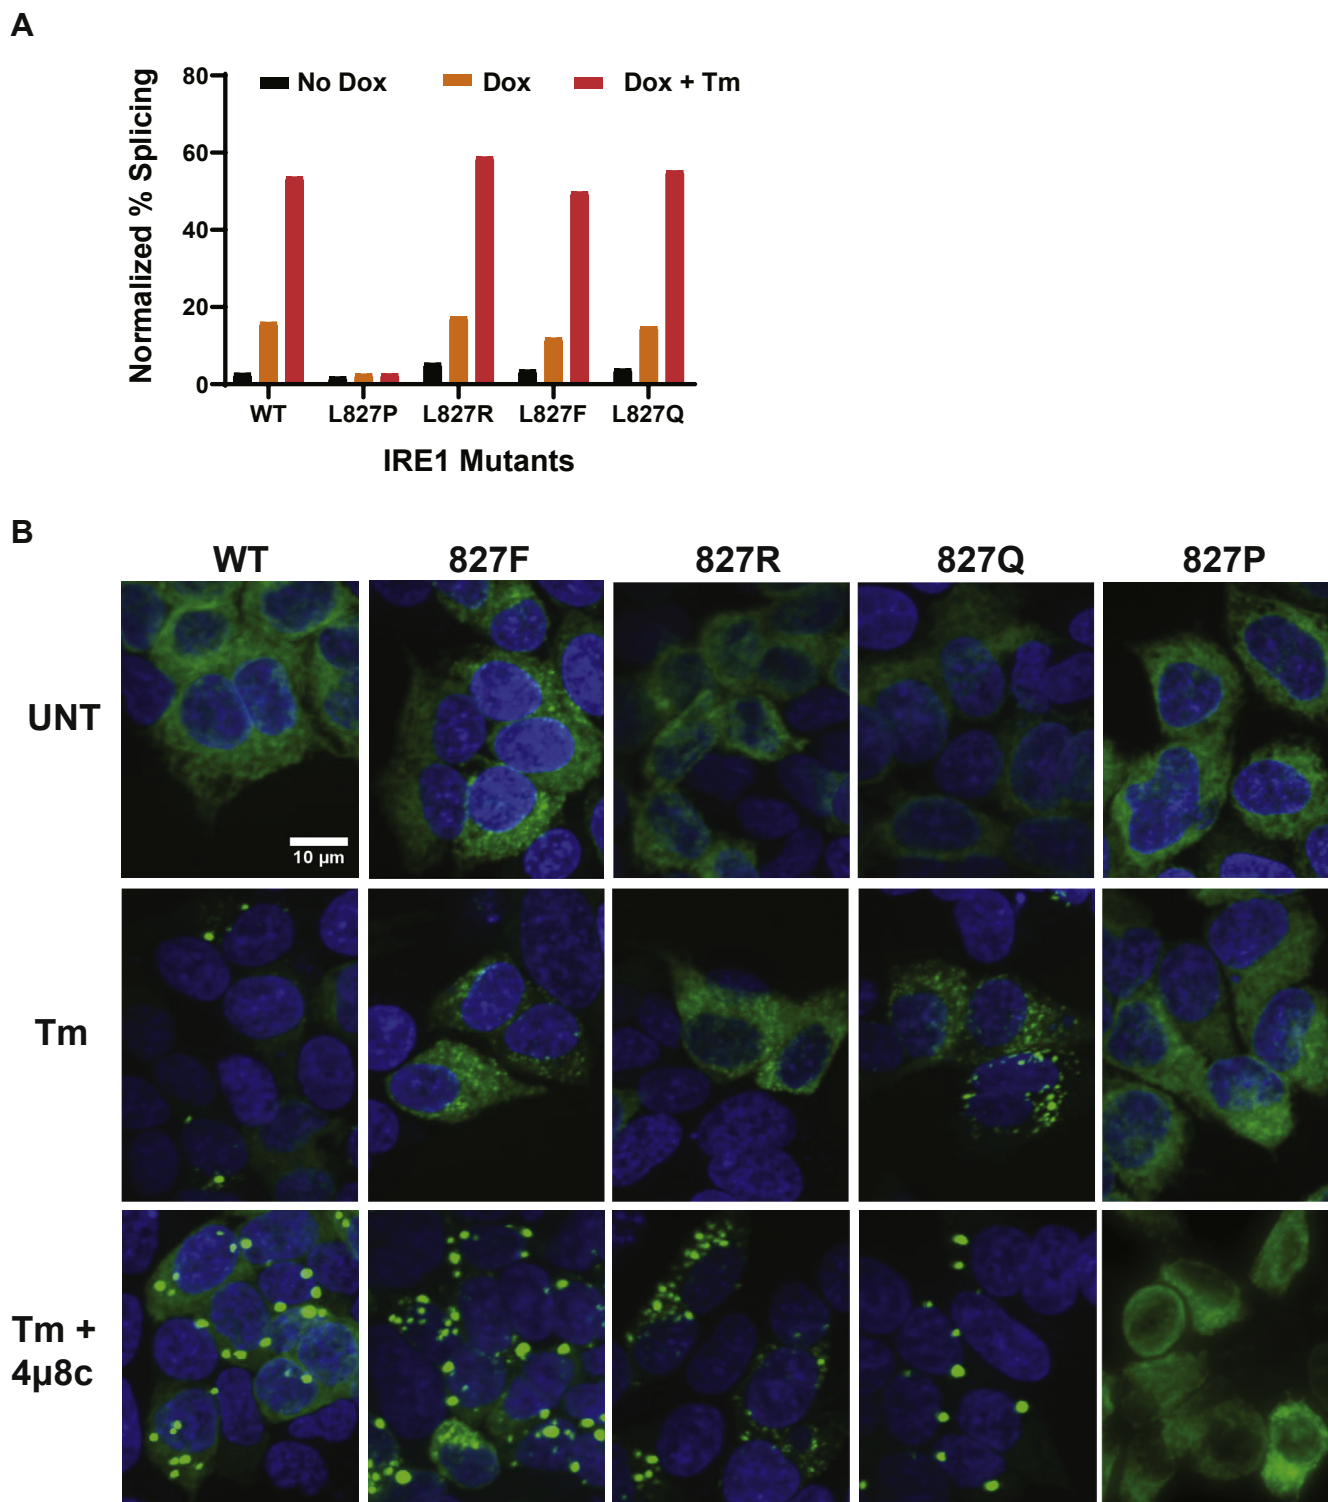 A
Normalized % Splicing
80
60
40
20
0
No Dox Dox Dox + Tm
WT L827P L827R L827F L827Q
IRE1 Mutants
B
WT 827F 827R 827Q 827P
UNT
10 µm
Tm
Tm +
4µ8c